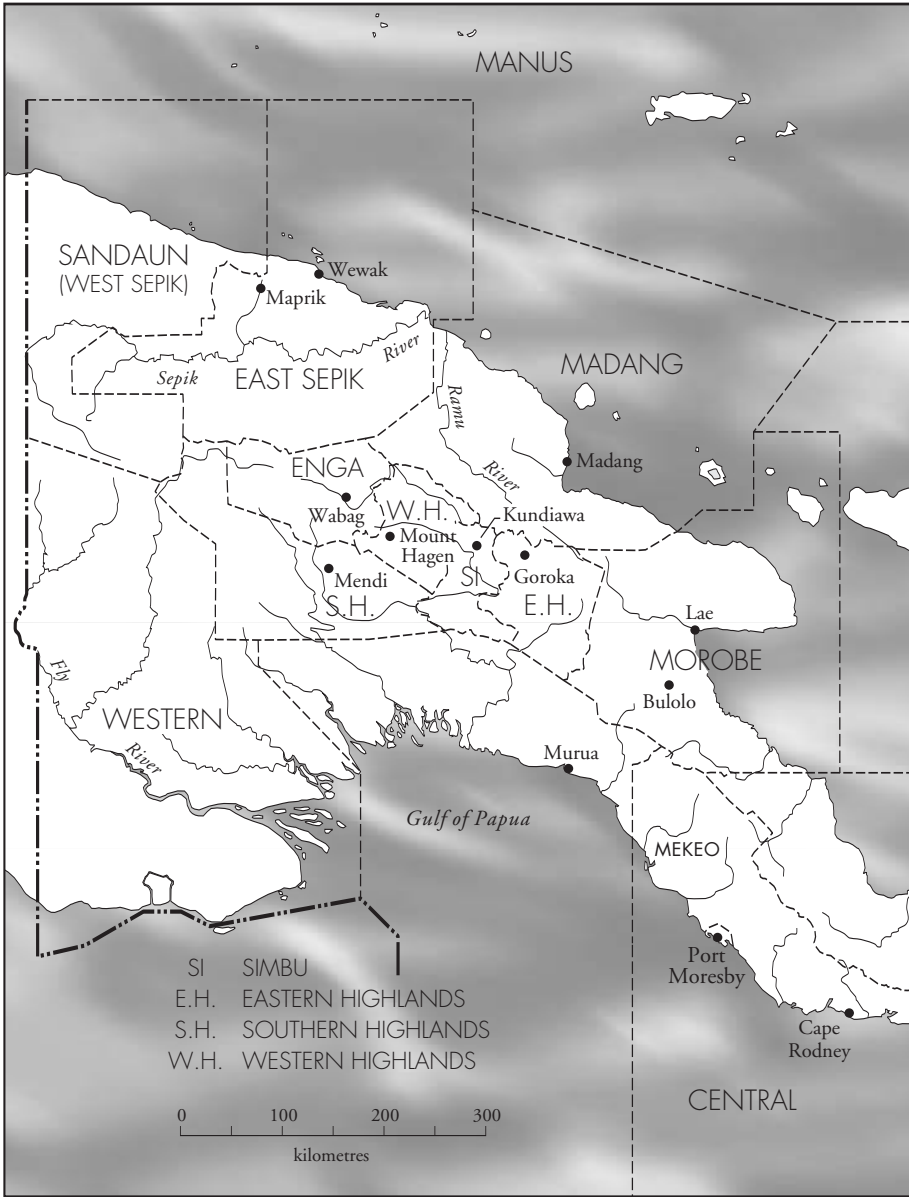 MANUS
SANDAUN
(WEST SEPIK)
Wewak
Maprik
River
Sepik
EAST SEPIK
MADANG
Ramu
River
Madang
ENGA
Wabag
W.H.
Kundiawa
Mount
Hagen
SI
Goroka
Mendi
S.H.
E.H.
Lae
MOROBE
Bulolo
Fly
River
WESTERN
Murua
Gulf of Papua
MEKEO
Port
Moresby
Cape
Rodney
CENTRAL
SI SIMBU
E.H. EASTERN HIGHLANDS
S.H. SOUTHERN HIGHLANDS
W.H. WESTERN HIGHLANDS
0 100 200 300
kilometres